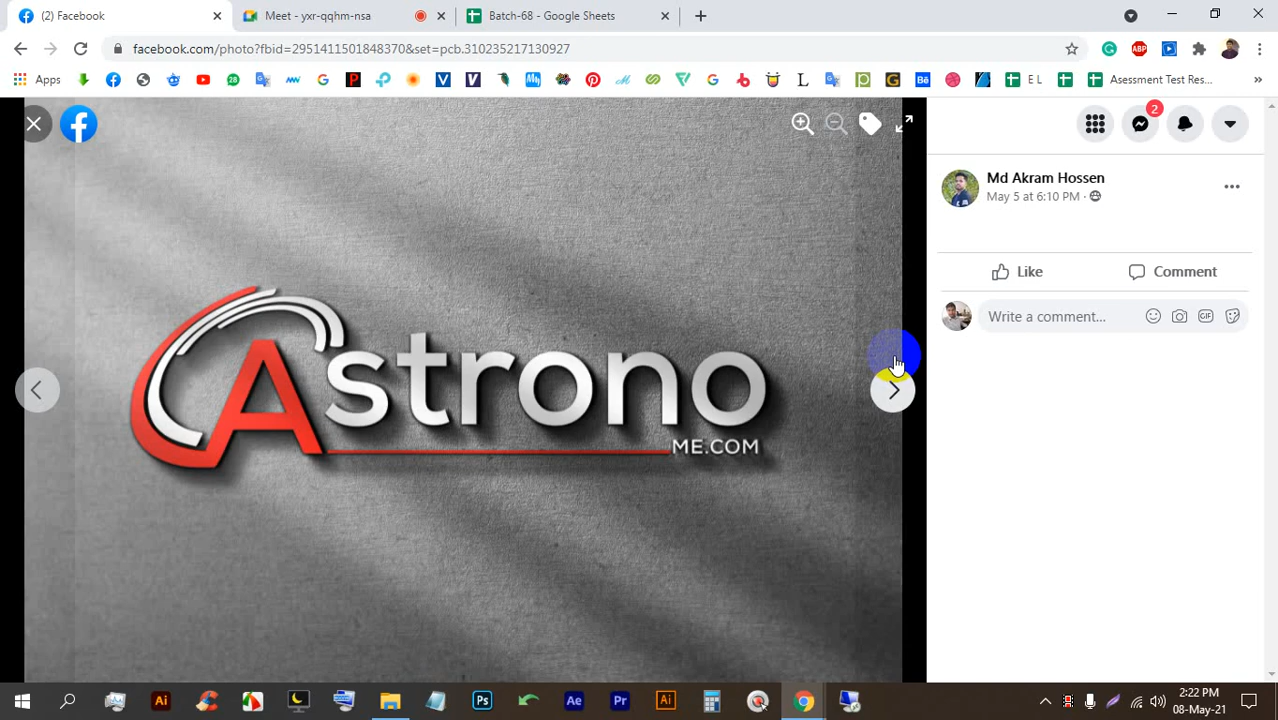 (2) Facebook
Meet - yxr-qqhm-nsa
Batch-68 - Google Sheets
facebook.com/photo?fbid=2951411501848370&set=pcb.310235217130927
Apps
28
E L
Asessment Test Res...
2
Md Akram Hossen
May 5 at 6:10 PM
Like
Comment
Write a comment...
GIF
Astrono
ME.COM
2:22 PM
08-May-21